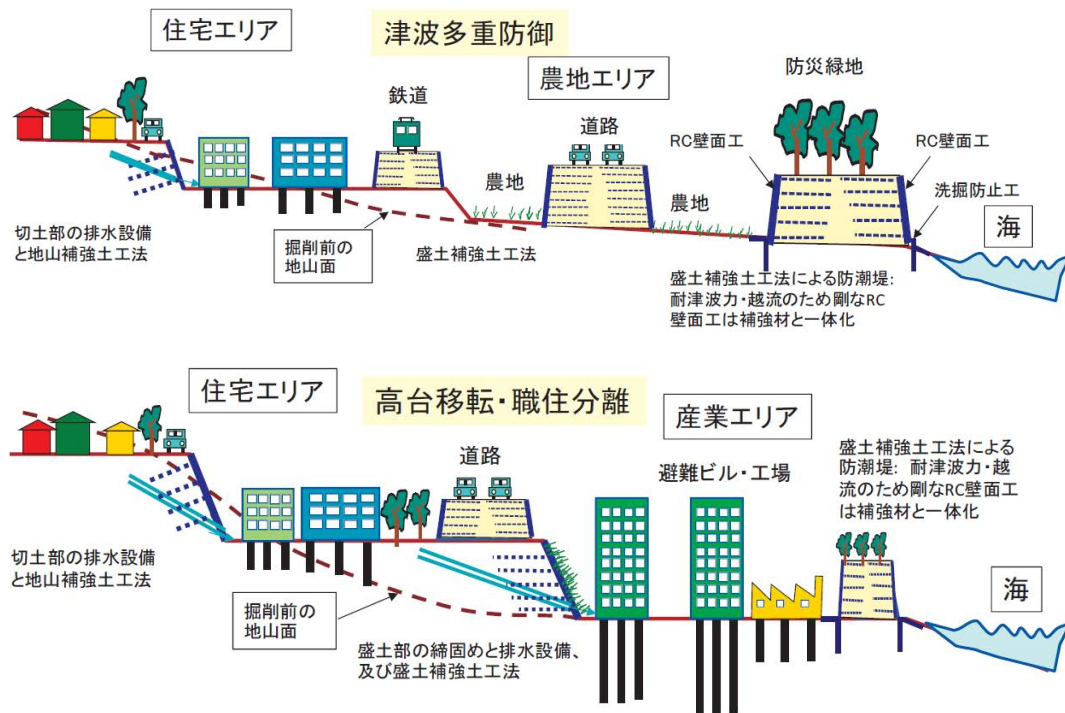 住宅エリア
津波多重防御
農地エリア
防災緑地
鉄道
道路
RC壁面工
RC壁面工
農地
洗掘防止工
農地
海
切土部の排水設備
と地山補強土工法
掘削前の
地山面
盛土補強土工法
盛土補強土工法による防潮堤:
耐津波力・越流のため剛なRC
壁面工は補強材と一体化
住宅エリア
高台移転・職住分離
産業エリア
道路
避難ビル・工場
盛土補強土工法による
防潮堤: 耐津波力・越
流のため剛なRC壁面工
は補強材と一体化
切土部の排水設備
と地山補強土工法
掘削前の
地山面
海
盛土部の締固めと排水設備、
及び盛土補強土工法